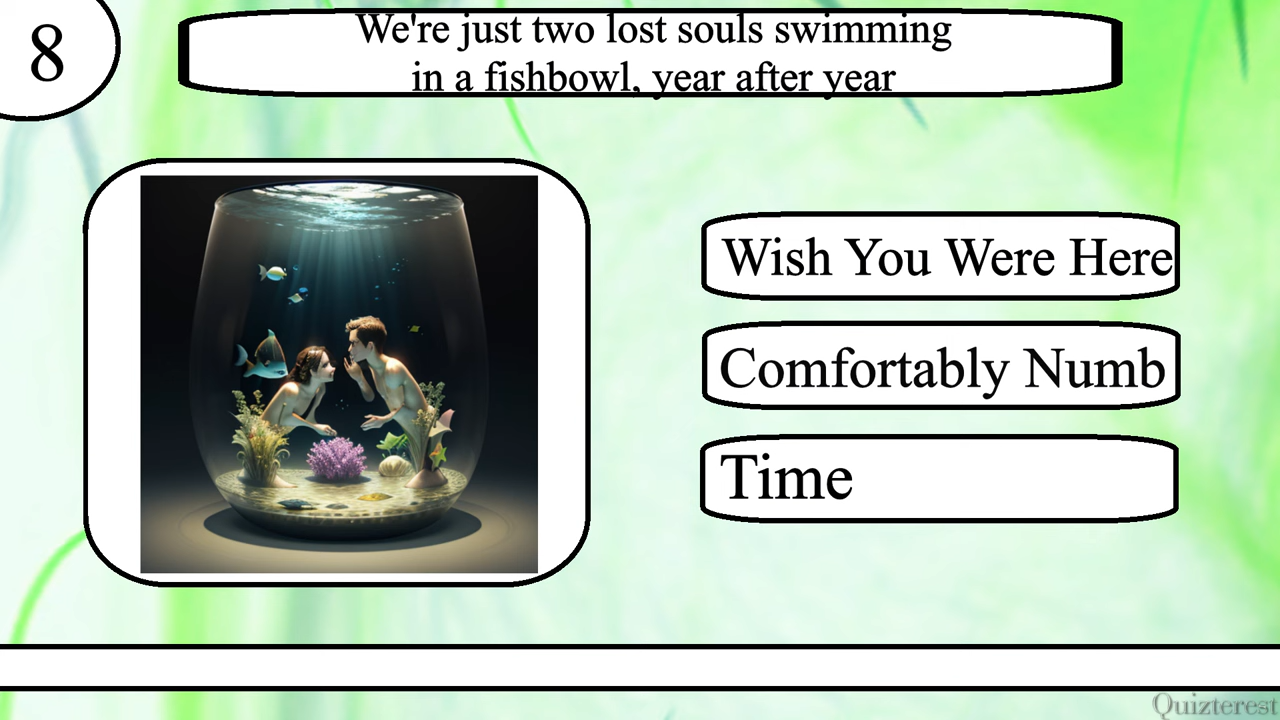 8
We're just two lost souls swimming
in a fishbowl, year after year
Wish You Were Here
Comfortably Numb
Time
Quizterest